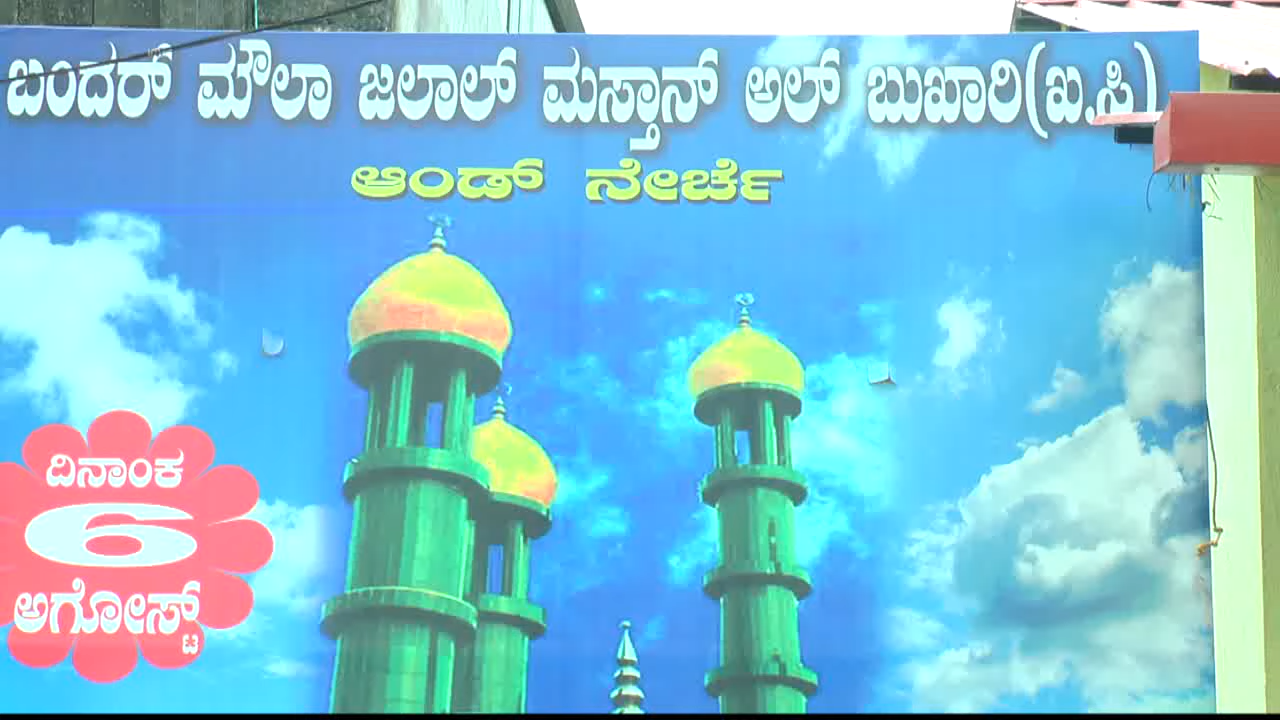 ಬಂದರ್ ಮೌಲಾ ಜಲಾಲ್ ಮಸ್ತಾನ್ ಅಲ್ ಬುಖಾರಿ(ಖ.ಸಿ)
ಆಂಡ್ ನೇರ್ಚೆ
ದಿನಾಂಕ
6
ಅಗೋಸ್ಟ್